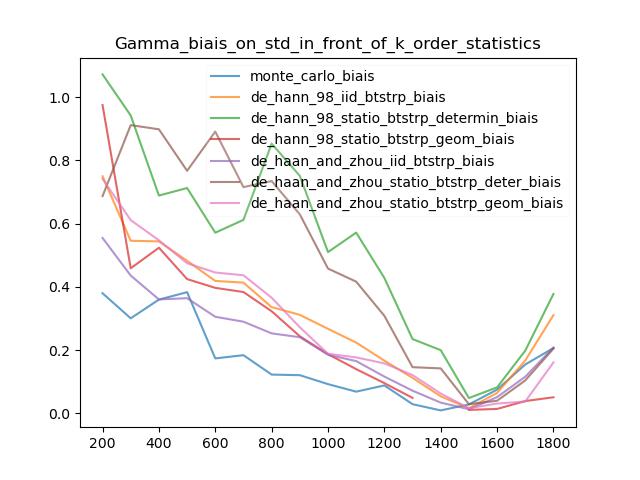 Gamma_biais_on_std_in_front_of_k_order_statistics
monte_carlo_biais
de_hann_98_iid_btstrp_biais
de_hann_98_statio_btstrp_determin_biais
de_hann_98_statio_btstrp_geom_biais
de_haan_and_zhou_iid_btstrp_biais
de_haan_and_zhou_statio_btstrp_deter_biais
de_haan_and_zhou_statio_btstrp_geom_biais
1.0
0.8
0.6
0.4
0.2
0.0
200 400 600 800 1000 1200 1400 1600 1800